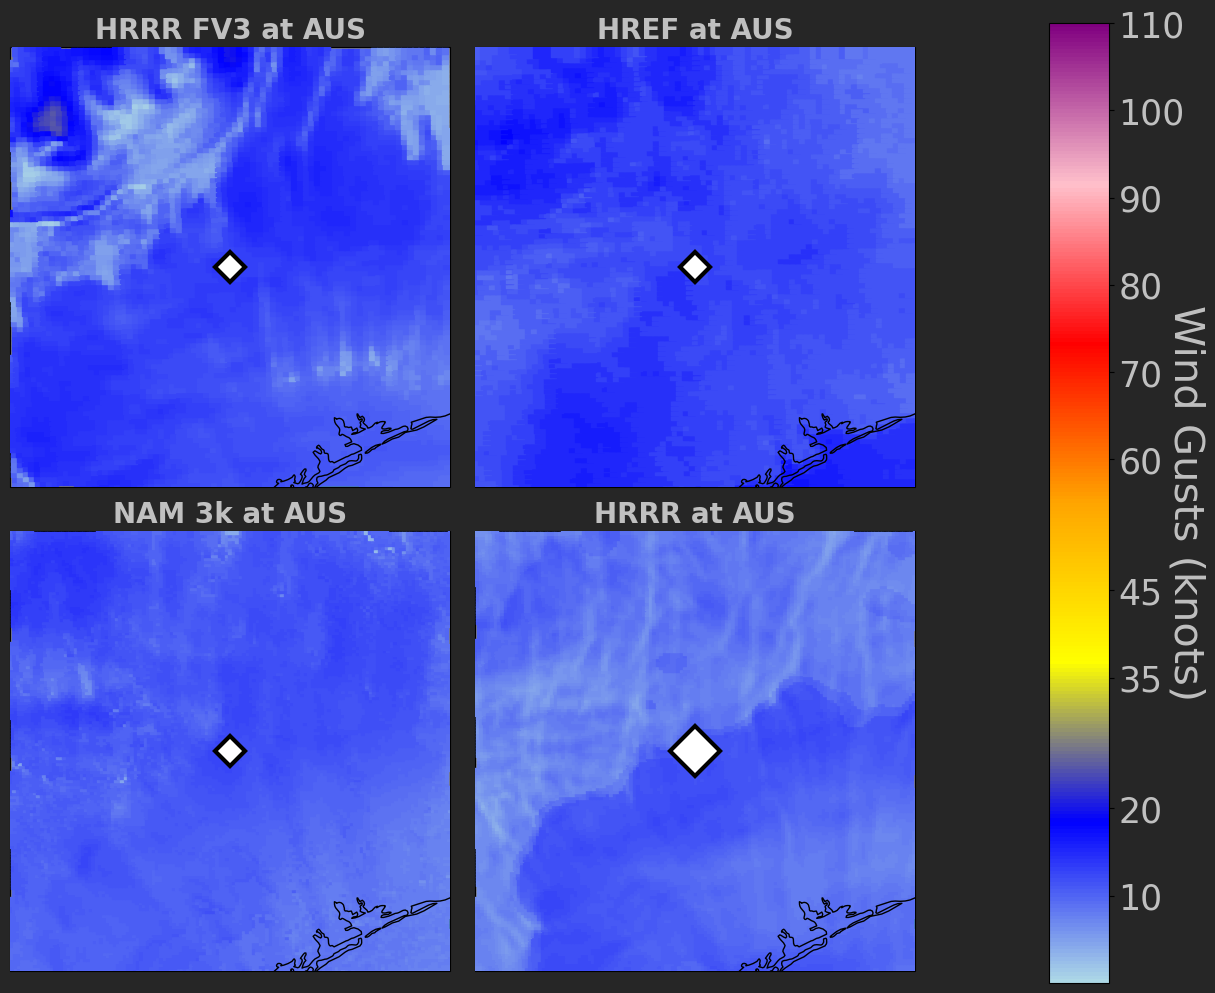 HRRR FV3 at AUS
HREF at AUS
NAM 3k at AUS
HRRR at AUS
110
100
90
80
70
60
45
35
20
10
Wind Gusts (knots)